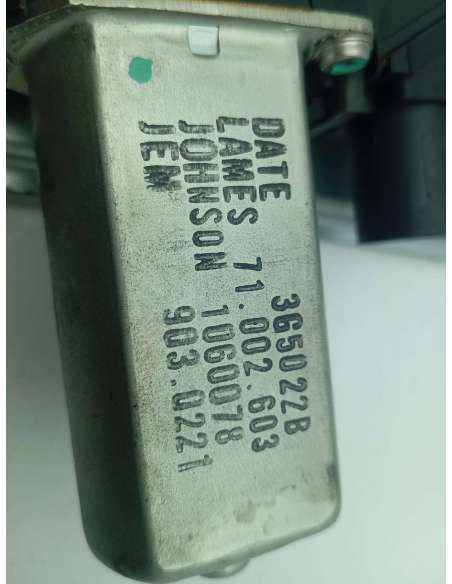 DATE 365022B
LAMES 71.002.603
JOHNSON 1060078
JEM 903.0221